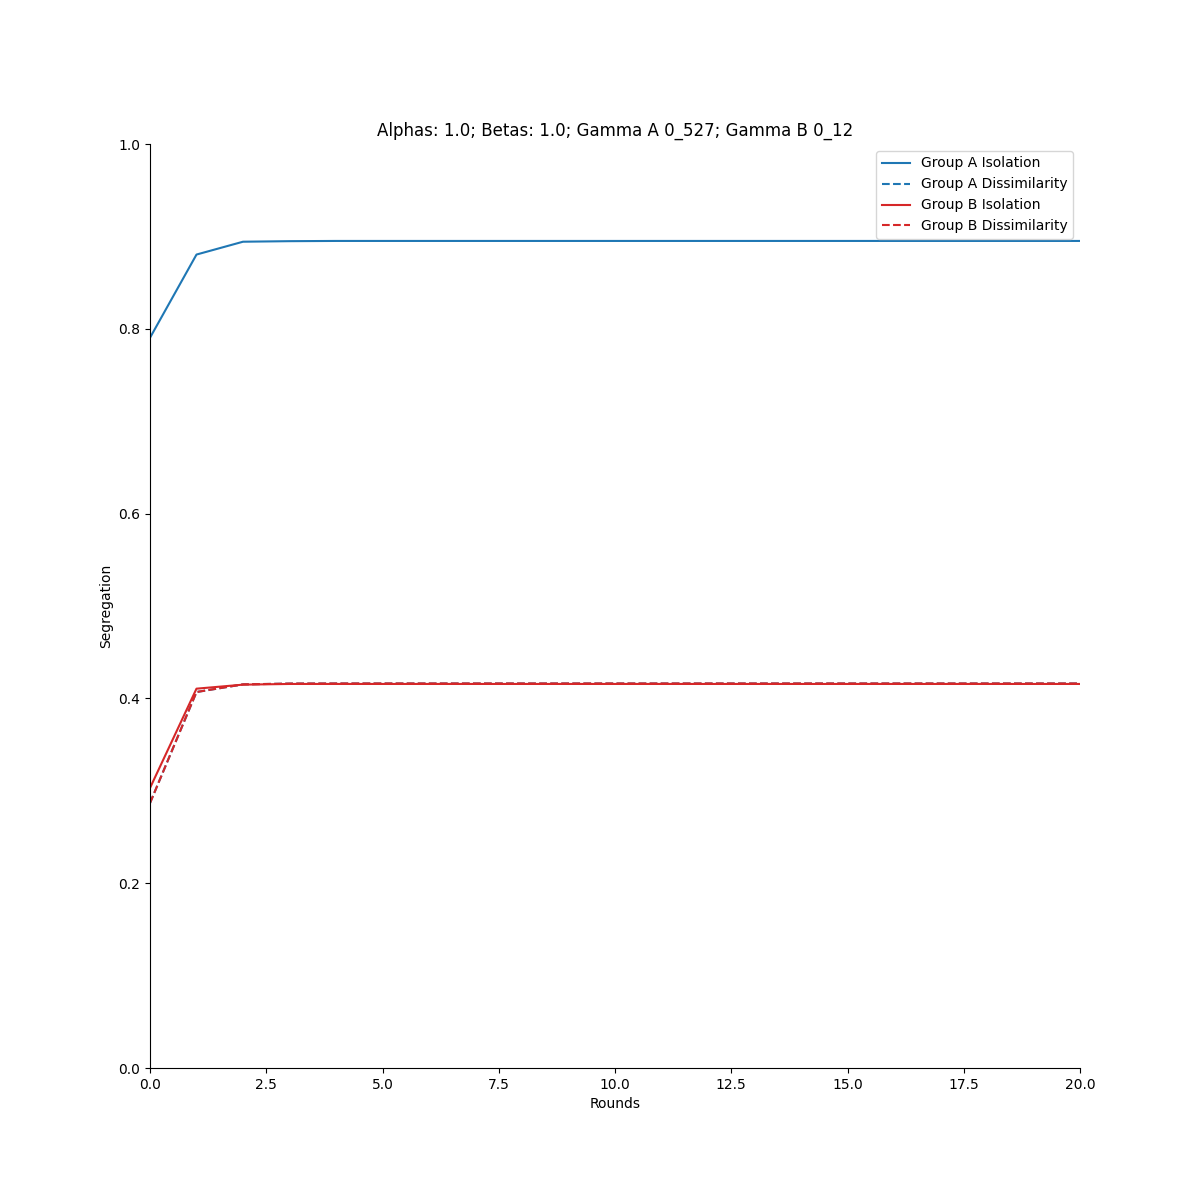 Alphas: 1.0; Betas: 1.0; Gamma A 0_527; Gamma B 0_12
1.0
Group A Isolation
Group A Dissimilarity
Group B Isolation
Group B Dissimilarity
0.8
0.6
Segregation
0.4
0.2
0.0
0.0 2.5 5.0 7.5 10.0 12.5 15.0 17.5 20.0
Rounds